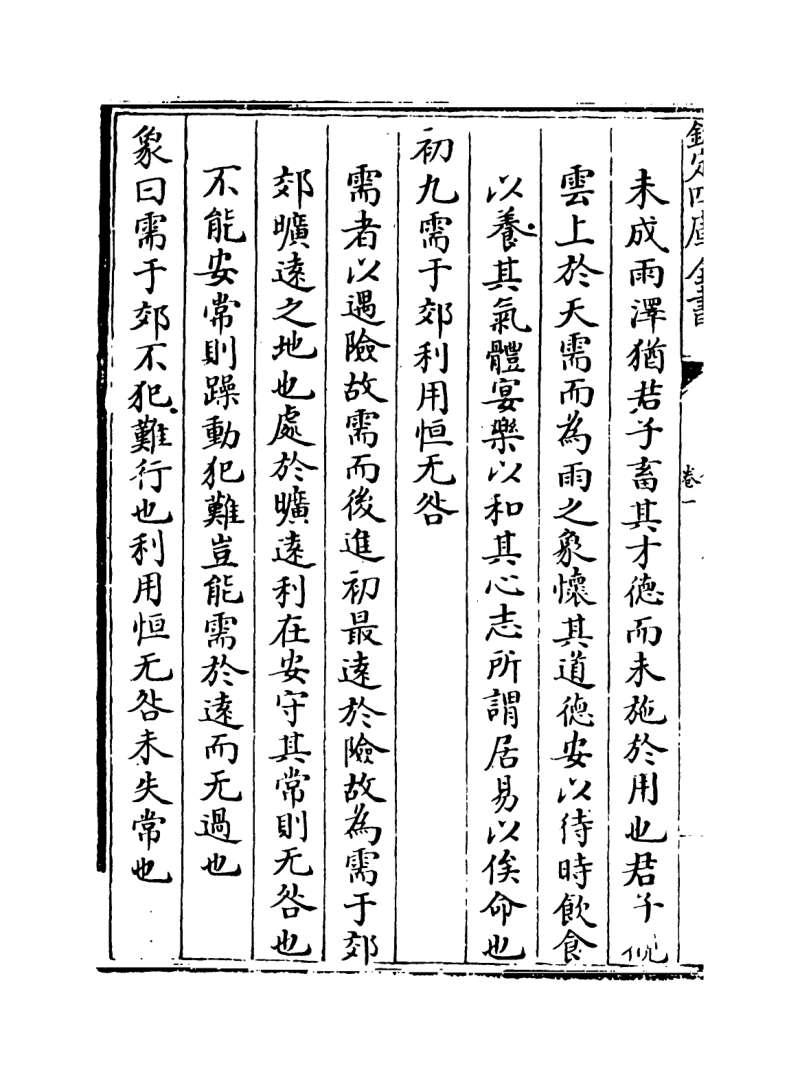 欽定四庫全書
卷一
未成雨澤猶君子畜其才德而未施於用也君子觀
雲上於天需而為雨之象懷其道德安以待時飲食
以養其氣體宴樂以和其心志所謂居易以俟命也
初九需于郊利用恒无咎
需者以遇險故需而後進初最遠於險故為需于郊
郊曠遠之地也處於曠遠利在安守其常則无咎也
不能安常則躁動犯難豈能需於遠而无過也
象曰需于郊不犯難行也利用恒无咎未失常也